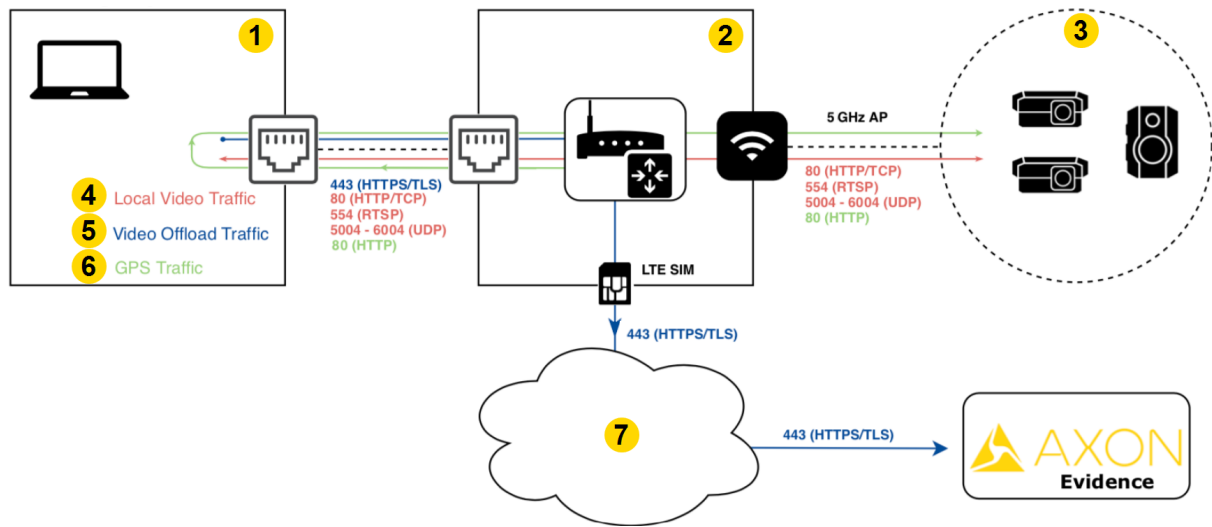 1
2
3
5 GHz AP
443 (HTTPS/TLS)
80 (HTTP/TCP)
554 (RTSP)
5004 - 6004 (UDP)
80 (HTTP)
80 (HTTP/TCP)
554 (RTSP)
5004 - 6004 (UDP)
80 (HTTP)
4 Local Video Traffic
5 Video Offload Traffic
6 GPS Traffic
LTE SIM
443 (HTTPS/TLS)
7
443 (HTTPS/TLS)
AXON
Evidence